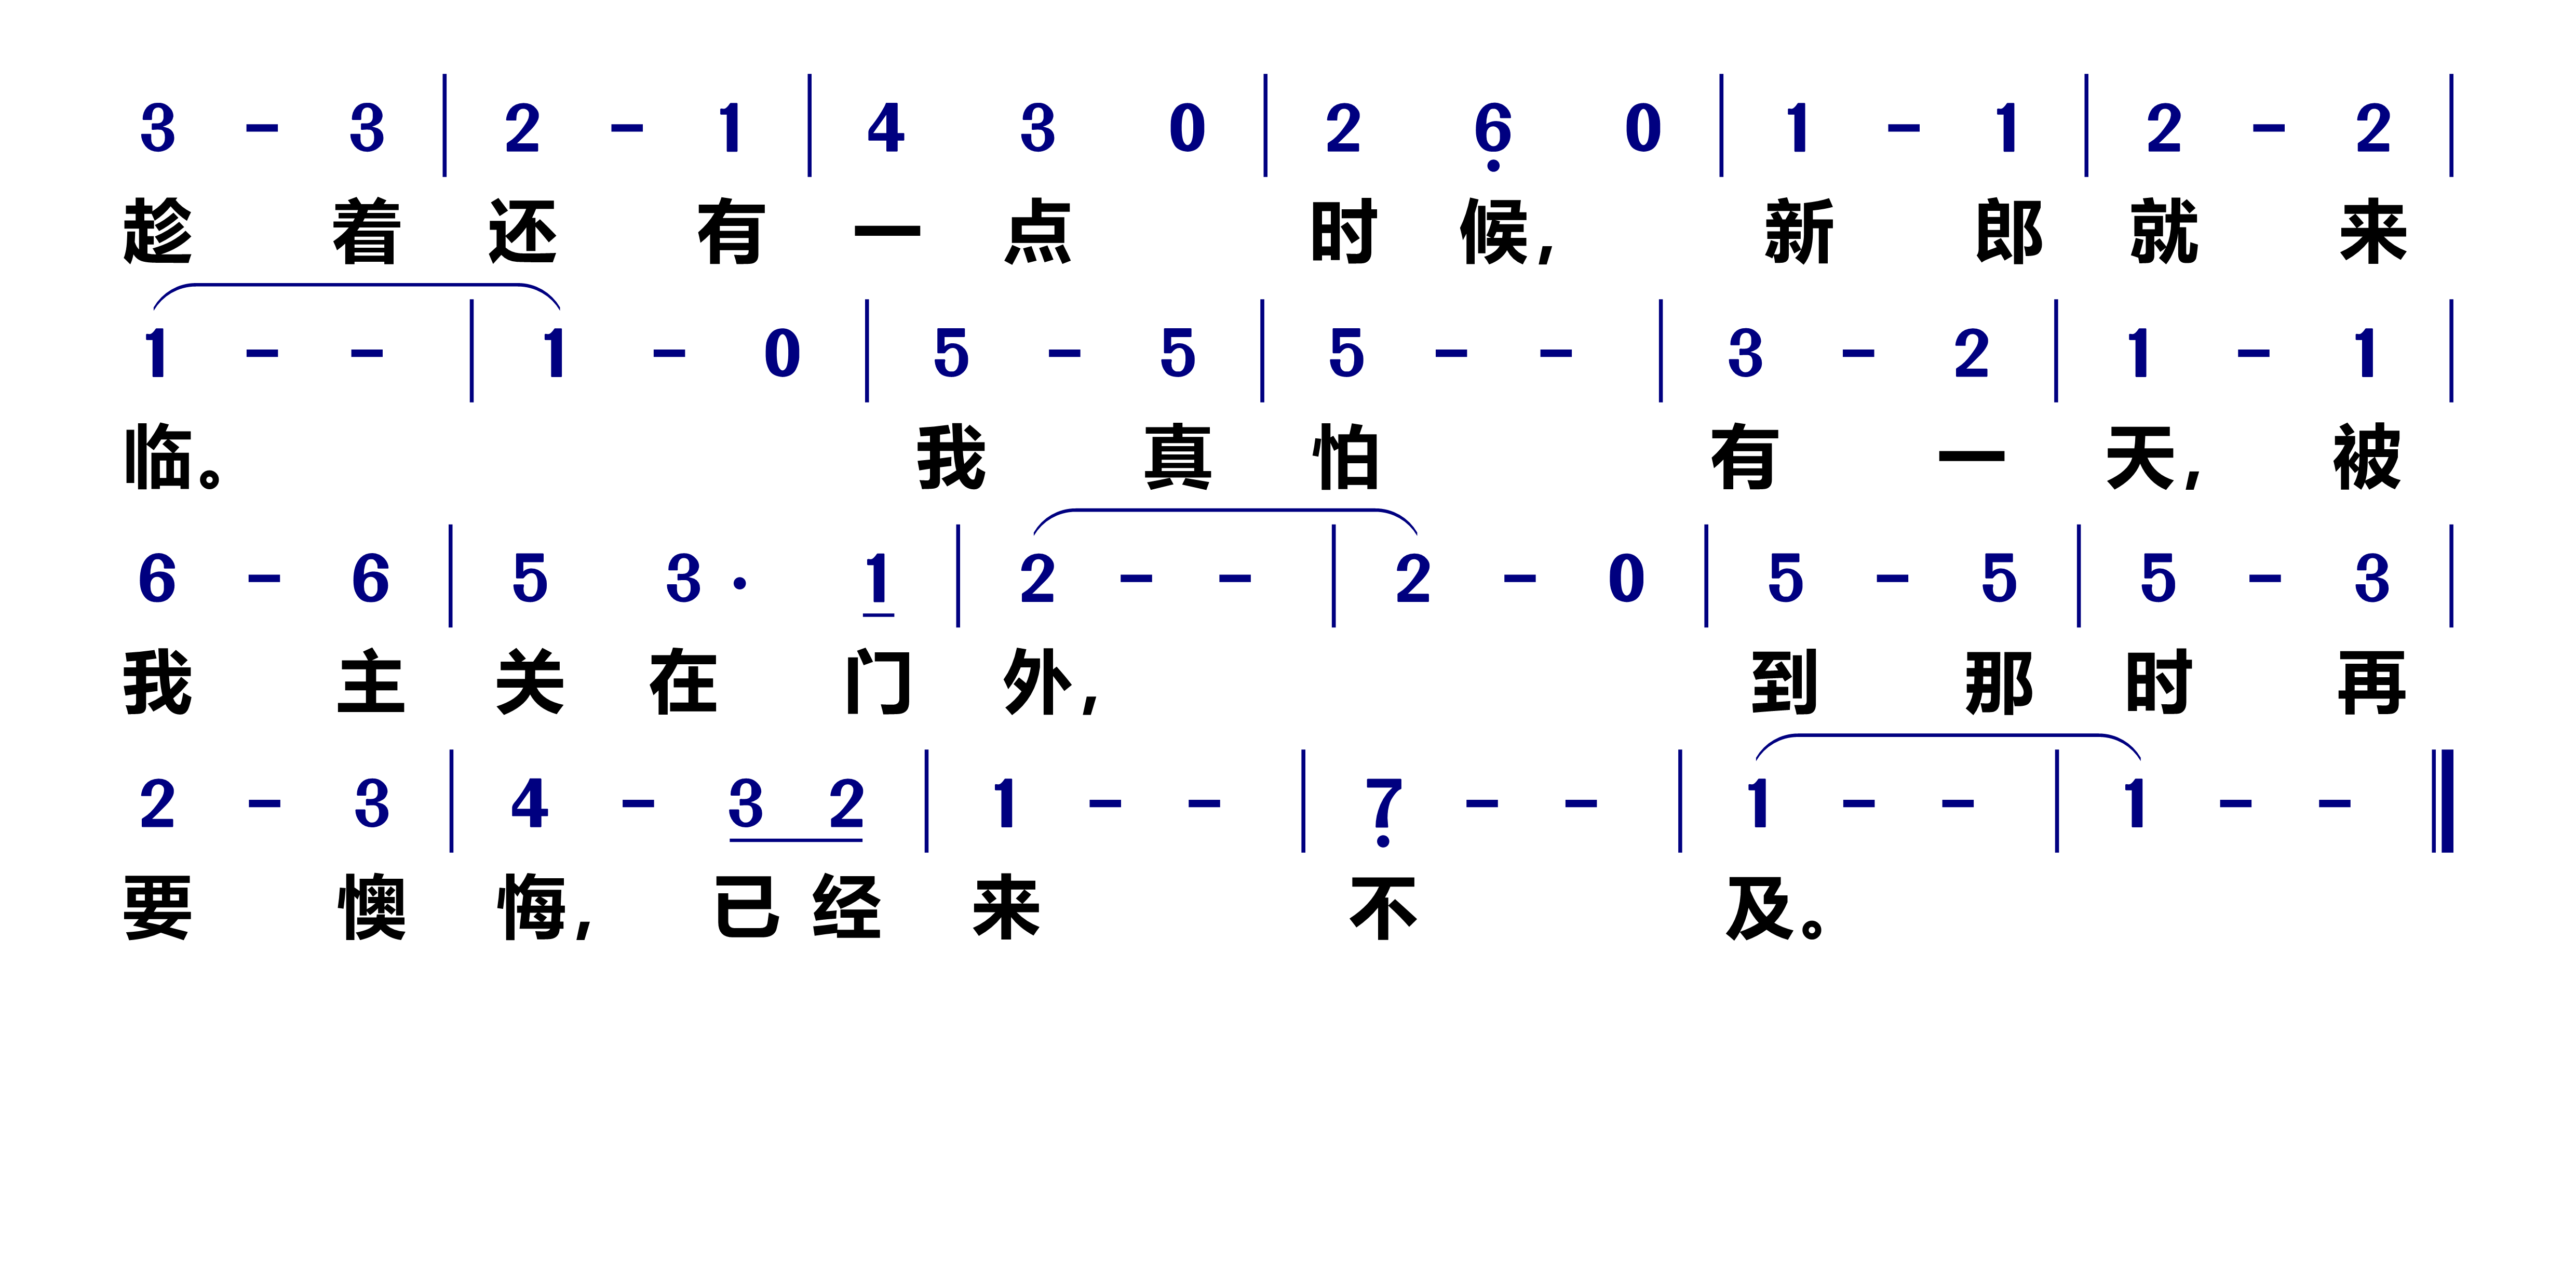 3 - 3 | 2 - 1 | 4 3 0 | 2 6̣ 0 | 1 - 1 | 2 - 2 |
趁着还有一点时候，新郎就来
1 - - | 1 - 0 | 5 - 5 | 5 - - | 3 - 2 | 1 - 1 |
临。我真怕有一天，被
6 - 6 | 5 3· 1̲ | 2 - - | 2 - 0 | 5 - 5 | 5 - 3 |
我主关在门外，到那时再
2 - 3 | 4 - 3̲ 2̲ | 1 - - | 7̣ - - | 1 - - | 1 - - ‖
要懊悔，已经来不及。